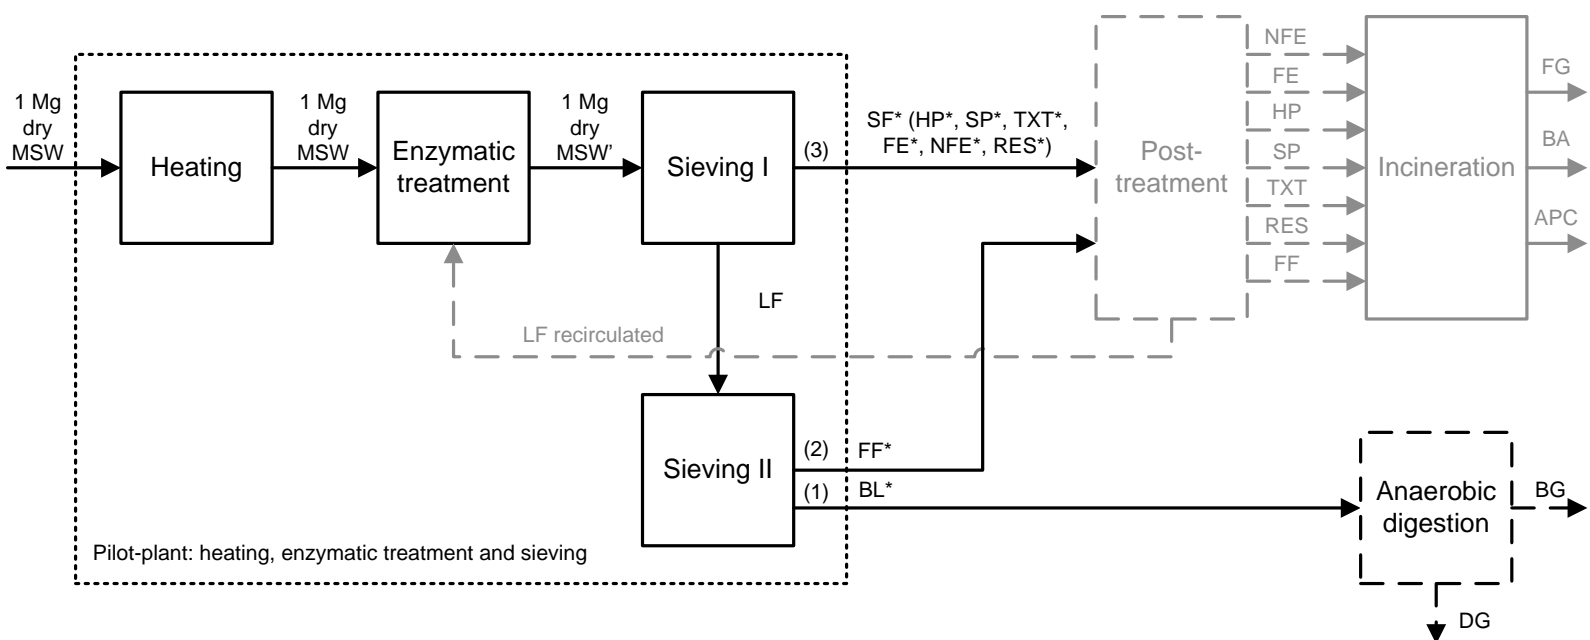 1 Mg
dry
MSW
Heating
1 Mg
dry
MSW
Enzymatic
treatment
1 Mg
dry
MSW’
Sieving I
(3)
SF* (HP*, SP*, TXT*,
FE*, NFE*, RES*)
Post-
treatment
NFE
FE
HP
SP
TXT
RES
FF
Incineration
FG
BA
APC
LF
LF recirculated
Sieving II
(2)
FF*
(1)
BL*
Anaerobic
digestion
BG
DG
Pilot-plant: heating, enzymatic treatment and sieving